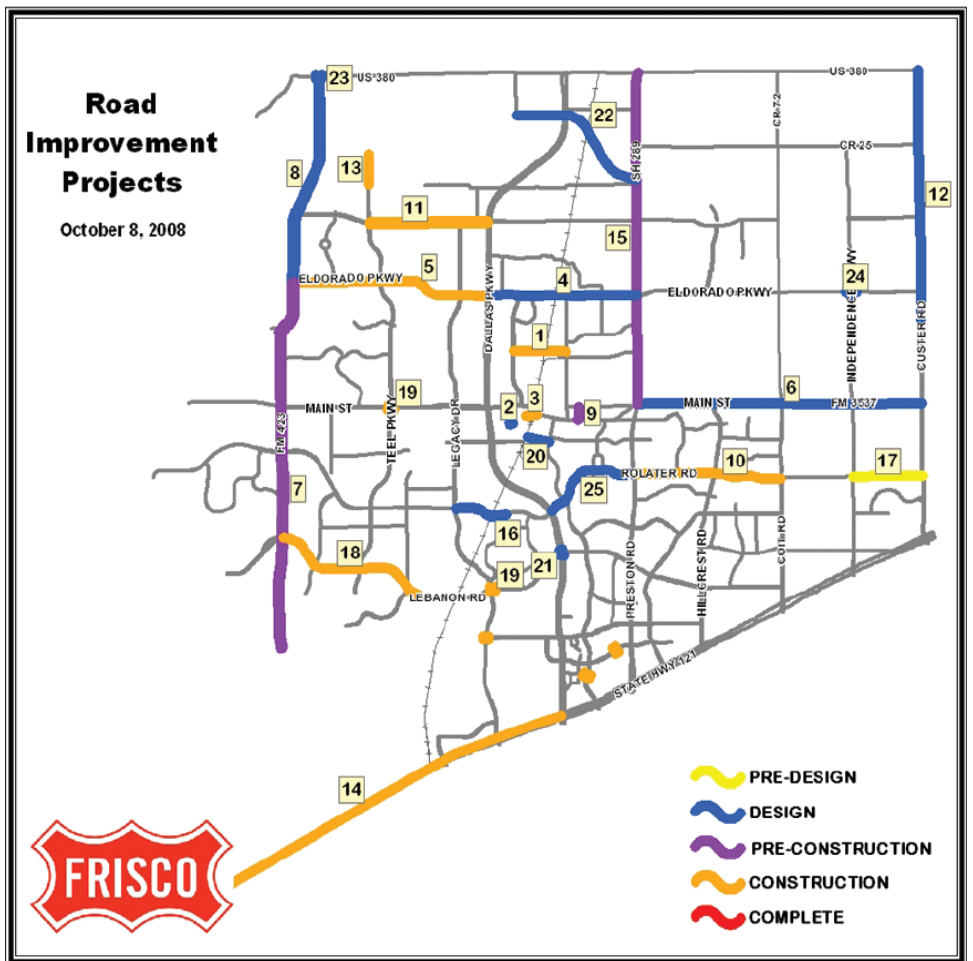 Road
Improvement
Projects
October 8, 2008
23
US 380
US 380
22
CR 72
13
8
CR 25
SH 289
12
11
15
5
ELDORADO PKWY
4
24
ELDORADO PKWY
DALLAS PKWY
INDEPENDENCE PKWY
CUSTER RD
1
6
19
MAIN ST
2
3
9
MAIN ST
FM 3537
FM 423
TEEL PKWY
LEGACY DR
20
ROLATER RD
10
17
7
25
16
18
19
21
PRESTON RD
HILLCREST RD
COIT RD
LEBANON RD
STATE HWY 121
14
PRE-DESIGN
DESIGN
PRE-CONSTRUCTION
CONSTRUCTION
COMPLETE
FRISCO